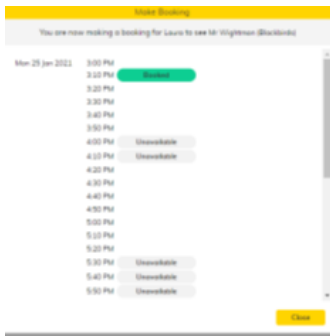 Make Booking
You are now making a booking for Laura to see Mr Wightman (Blackbirds)
Mon 25 Jan 2021 3:00 PM
3:10 PM Booked
3:20 PM
3:30 PM
3:40 PM
3:50 PM
4:00 PM Unavailable
4:10 PM Unavailable
4:20 PM
4:30 PM
4:40 PM
4:50 PM
5:00 PM
5:10 PM
5:20 PM
5:30 PM Unavailable
5:40 PM Unavailable
5:50 PM Unavailable
Close